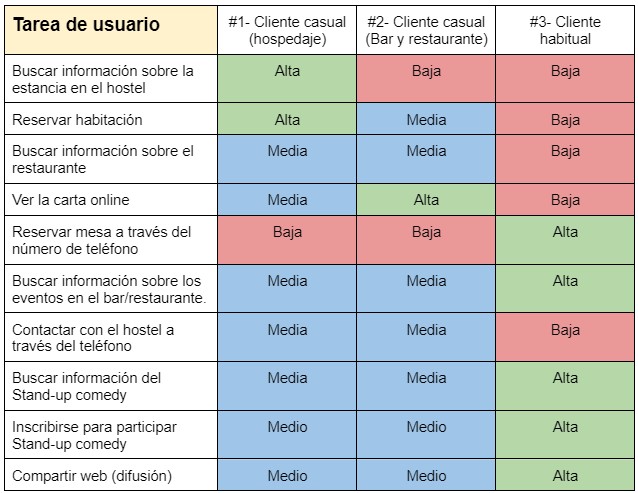 Tarea de usuario
#1- Cliente casual
(hospedaje)
#2- Cliente casual
(Bar y restaurante)
#3- Cliente
habitual
Buscar información sobre la
estancia en el hostel
Alta
Baja
Baja
Reservar habitación
Alta
Media
Baja
Buscar información sobre el
restaurante
Media
Media
Baja
Ver la carta online
Media
Alta
Baja
Reservar mesa a través del
número de teléfono
Baja
Baja
Alta
Buscar información sobre los
eventos en el bar/restaurante.
Media
Media
Alta
Contactar con el hostel a
través del teléfono
Media
Media
Baja
Buscar información del
Stand-up comedy
Media
Media
Alta
Inscribirse para participar
Stand-up comedy
Medio
Medio
Alta
Compartir web (difusión)
Medio
Medio
Alta